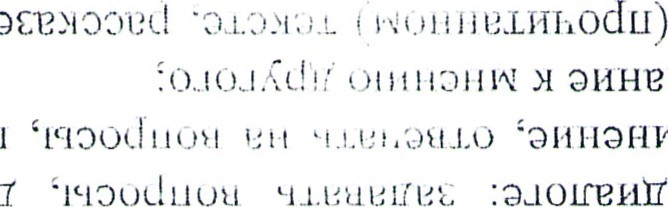 диалоге: задавать вопросы,
мнение, отвечать на вопросы,
ание к мнению другого;
(прочитанном) тексте, рассказе